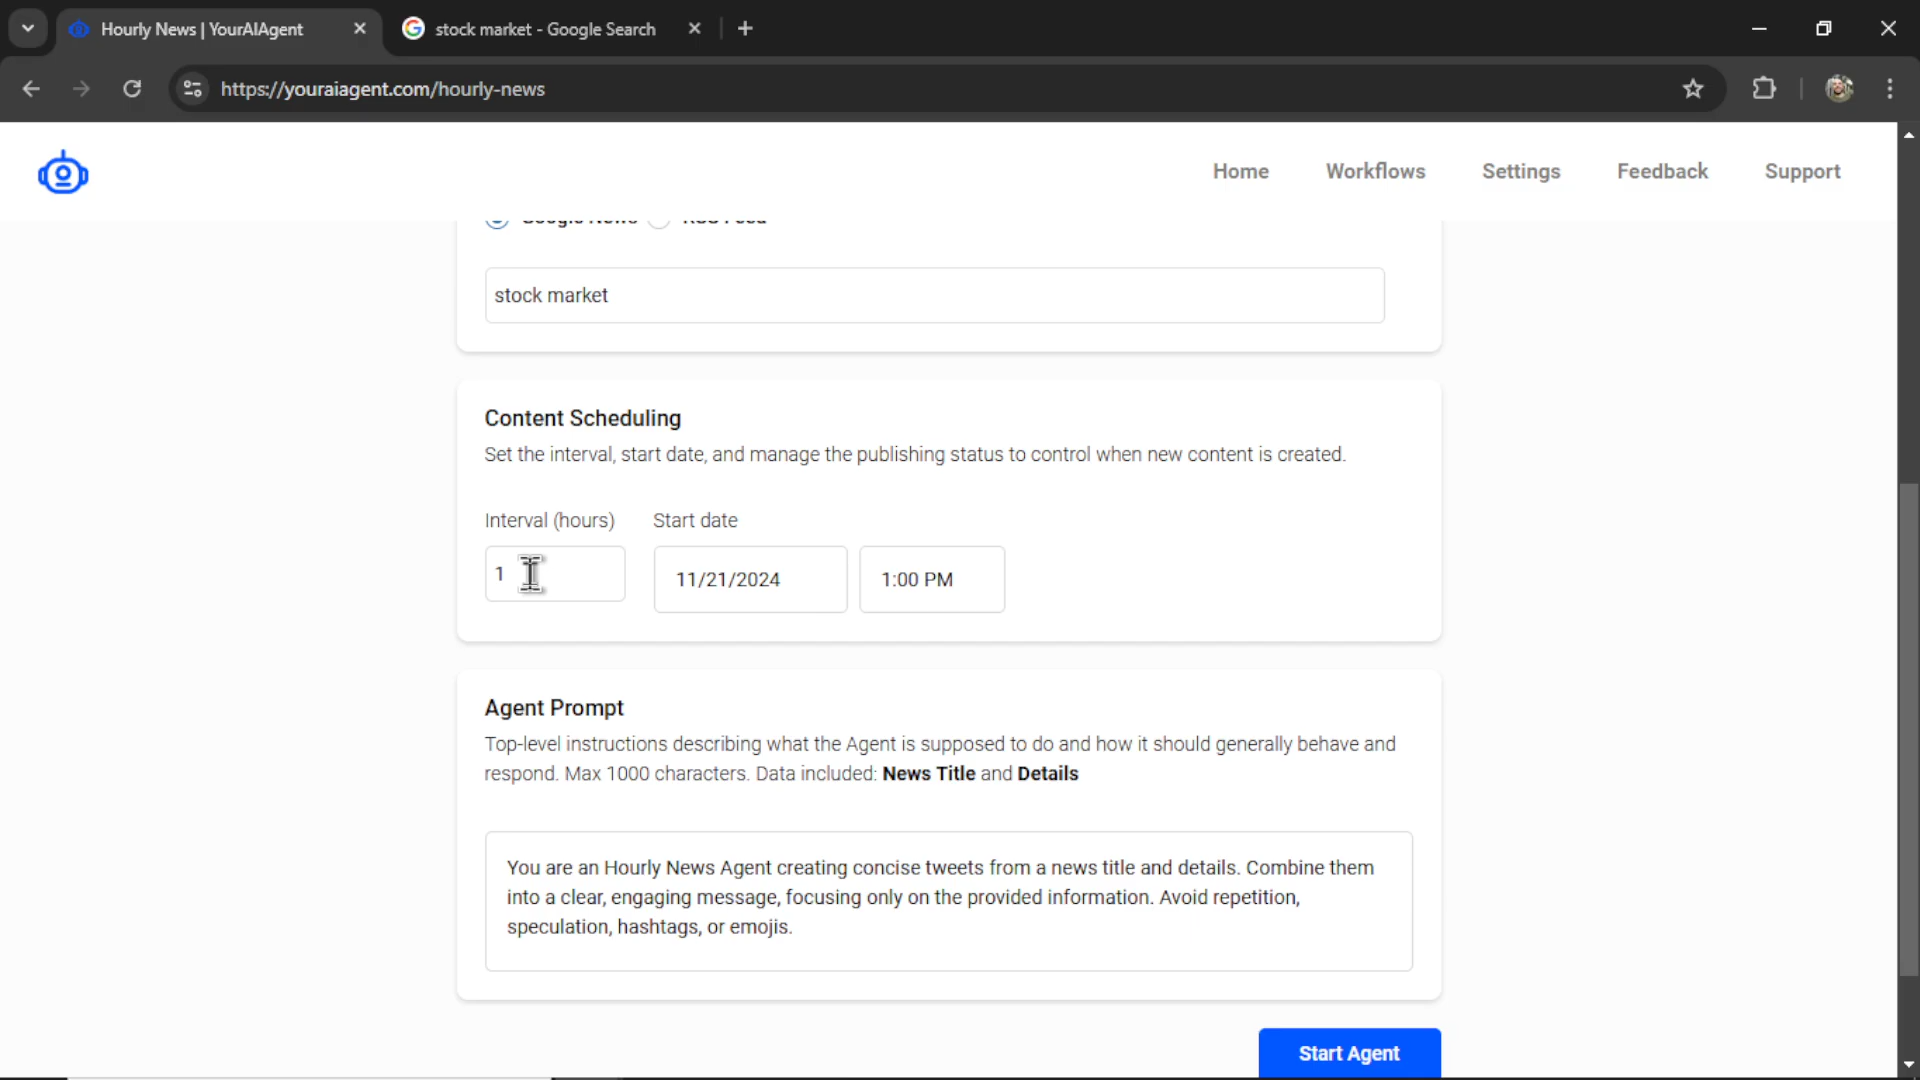 Hourly News | YourAIAgent
stock market - Google Search
https://youraiagent.com/hourly-news
Home Workflows Settings Feedback Support
Google News RSS Feed
stock market
Content Scheduling
Set the interval, start date, and manage the publishing status to control when new content is created.
Interval (hours) Start date
1 11/21/2024 1:00 PM
Agent Prompt
Top-level instructions describing what the Agent is supposed to do and how it should generally behave and
respond. Max 1000 characters. Data included: News Title and Details
You are an Hourly News Agent creating concise tweets from a news title and details. Combine them
into a clear, engaging message, focusing only on the provided information. Avoid repetition,
speculation, hashtags, or emojis.
Start Agent